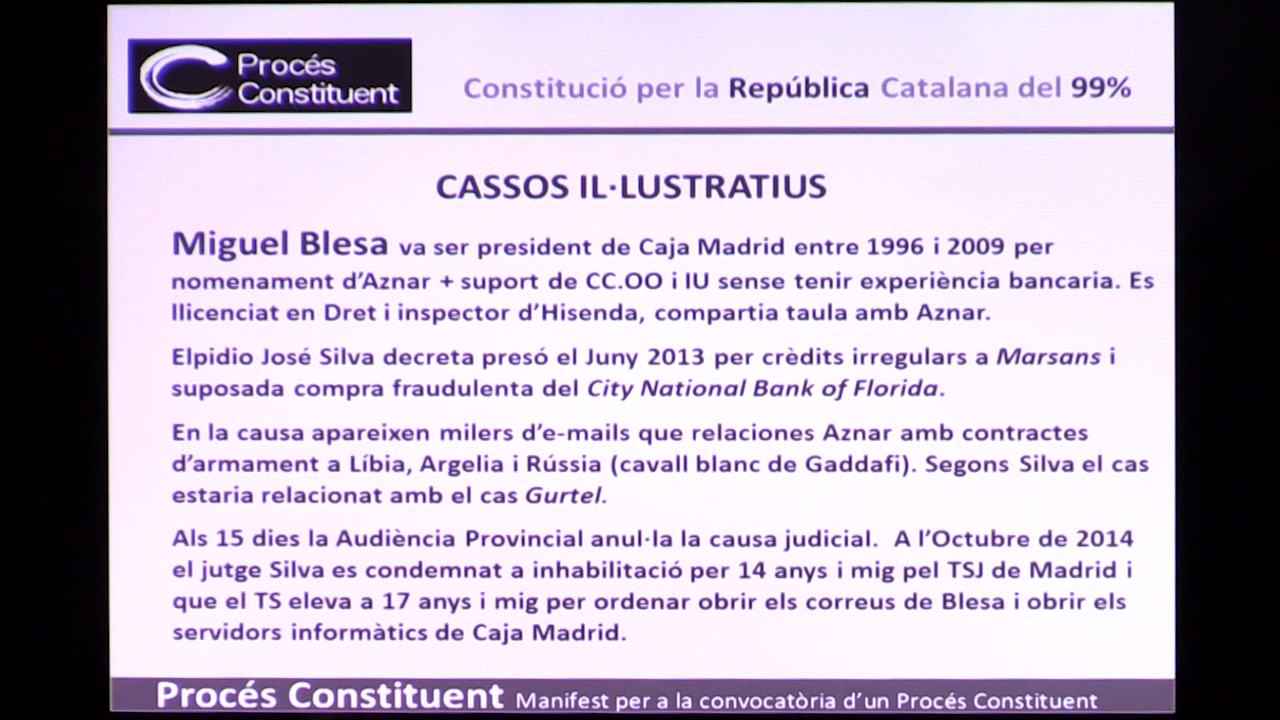 Procés
Constituent
Constitució per la República Catalana del 99%
CASSOS IL·LUSTRATIUS
Miguel Blesa va ser president de Caja Madrid entre 1996 i 2009 per
nomenament d'Aznar + suport de CC.OO i IU sense tenir experiència bancaria. Es
llicenciat en Dret i inspector d'Hisenda, compartia taula amb Aznar.
Elpidio José Silva decreta presó el Juny 2013 per crèdits irregulars a Marsans i
suposada compra fraudulenta del City National Bank of Florida.
En la causa apareixen milers d'e-mails que relaciones Aznar amb contractes
d'armament a Líbia, Argelia i Rússia (cavall blanc de Gaddafi). Segons Silva el cas
estaria relacionat amb el cas Gurtel.
Als 15 dies la Audiència Provincial anul·la la causa judicial. A l'Octubre de 2014
el jutge Silva es condemnat a inhabilitació per 14 anys i mig pel TSJ de Madrid i
que el TS eleva a 17 anys i mig per ordenar obrir els correus de Blesa i obrir els
servidors informàtics de Caja Madrid.
Procés Constituent Manifest per a la convocatòria d'un Procés Constituent